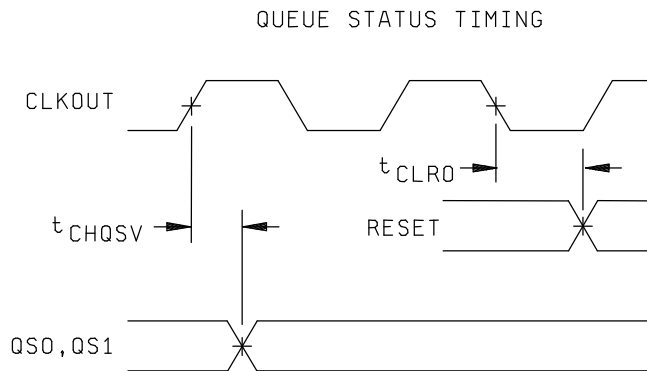 QUEUE STATUS TIMING
CLKOUT
tCLRO
tCHQSV
RESET
QS0,QS1